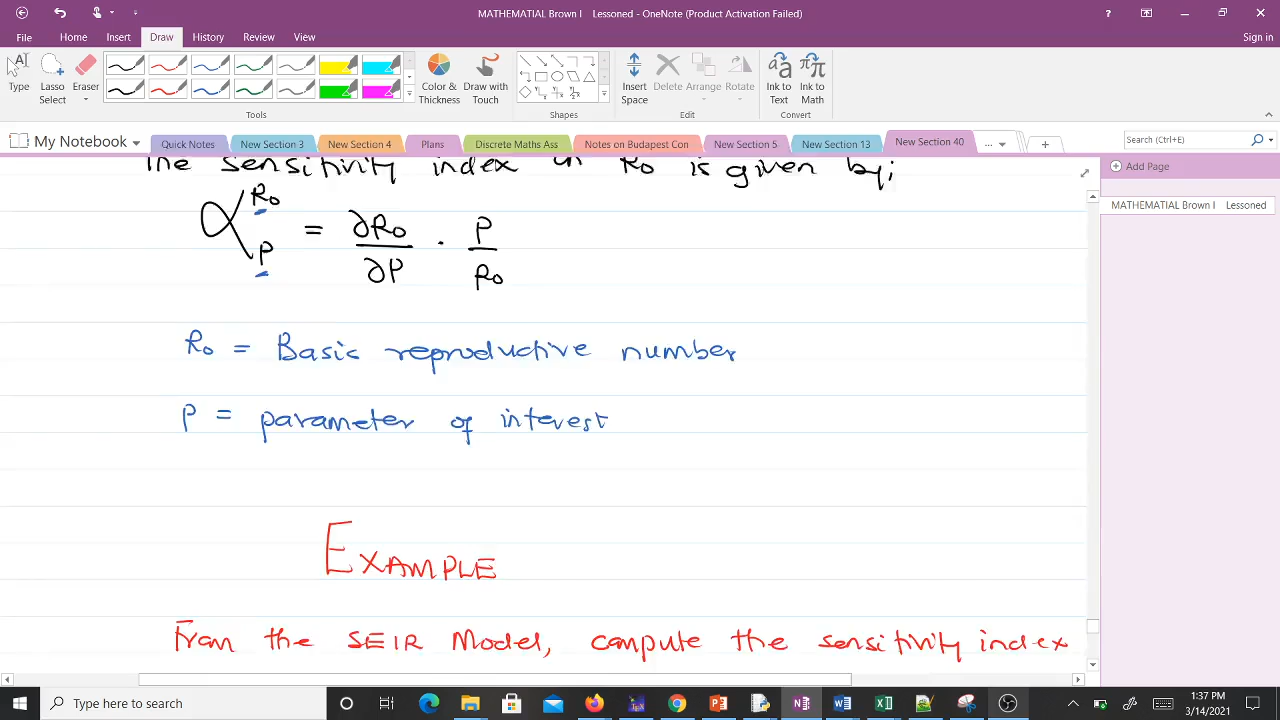 MATHEMATIAL Brown I Lessoned - OneNote (Product Activation Failed)
File Home Insert Draw History Review View Sign in
Type Lasso Select Eraser Color & Thickness Draw with Touch Insert Space Delete Arrange Rotate Ink to Text Ink to Math
Tools Shapes Edit Convert
My Notebook Quick Notes New Section 3 New Section 4 Plans Discrete Maths Ass Notes on Budapest Con New Section 5 New Section 13 New Section 40 ... Search (Ctrl+E)
Add Page
MATHEMATIAL Brown I Lessoned
The sensitivity index in R₀ is given by;
α R₀ P = ∂R₀/∂P · P/R₀
R₀ = Basic reproductive number
P = parameter of interest
EXAMPLE
From the SEIR Model, compute the sensitivity index
Type here to search
1:37 PM
3/14/2021